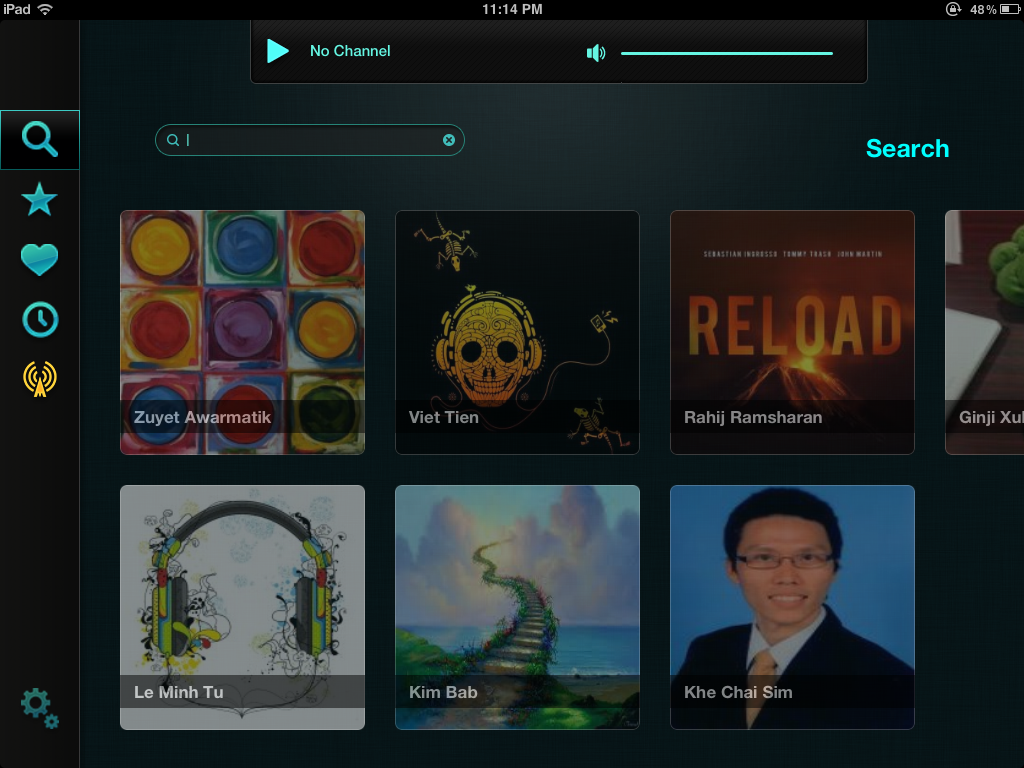 iPad 11:14 PM 48%
No Channel
Search
SEBASTIAN INGROSSO TOMMY TRASH JOHN MARTIN
RELOAD
Zuyet Awarmatik
Viet Tien
Rahij Ramsharan
Ginji Xul
Le Minh Tu
Kim Bab
Khe Chai Sim